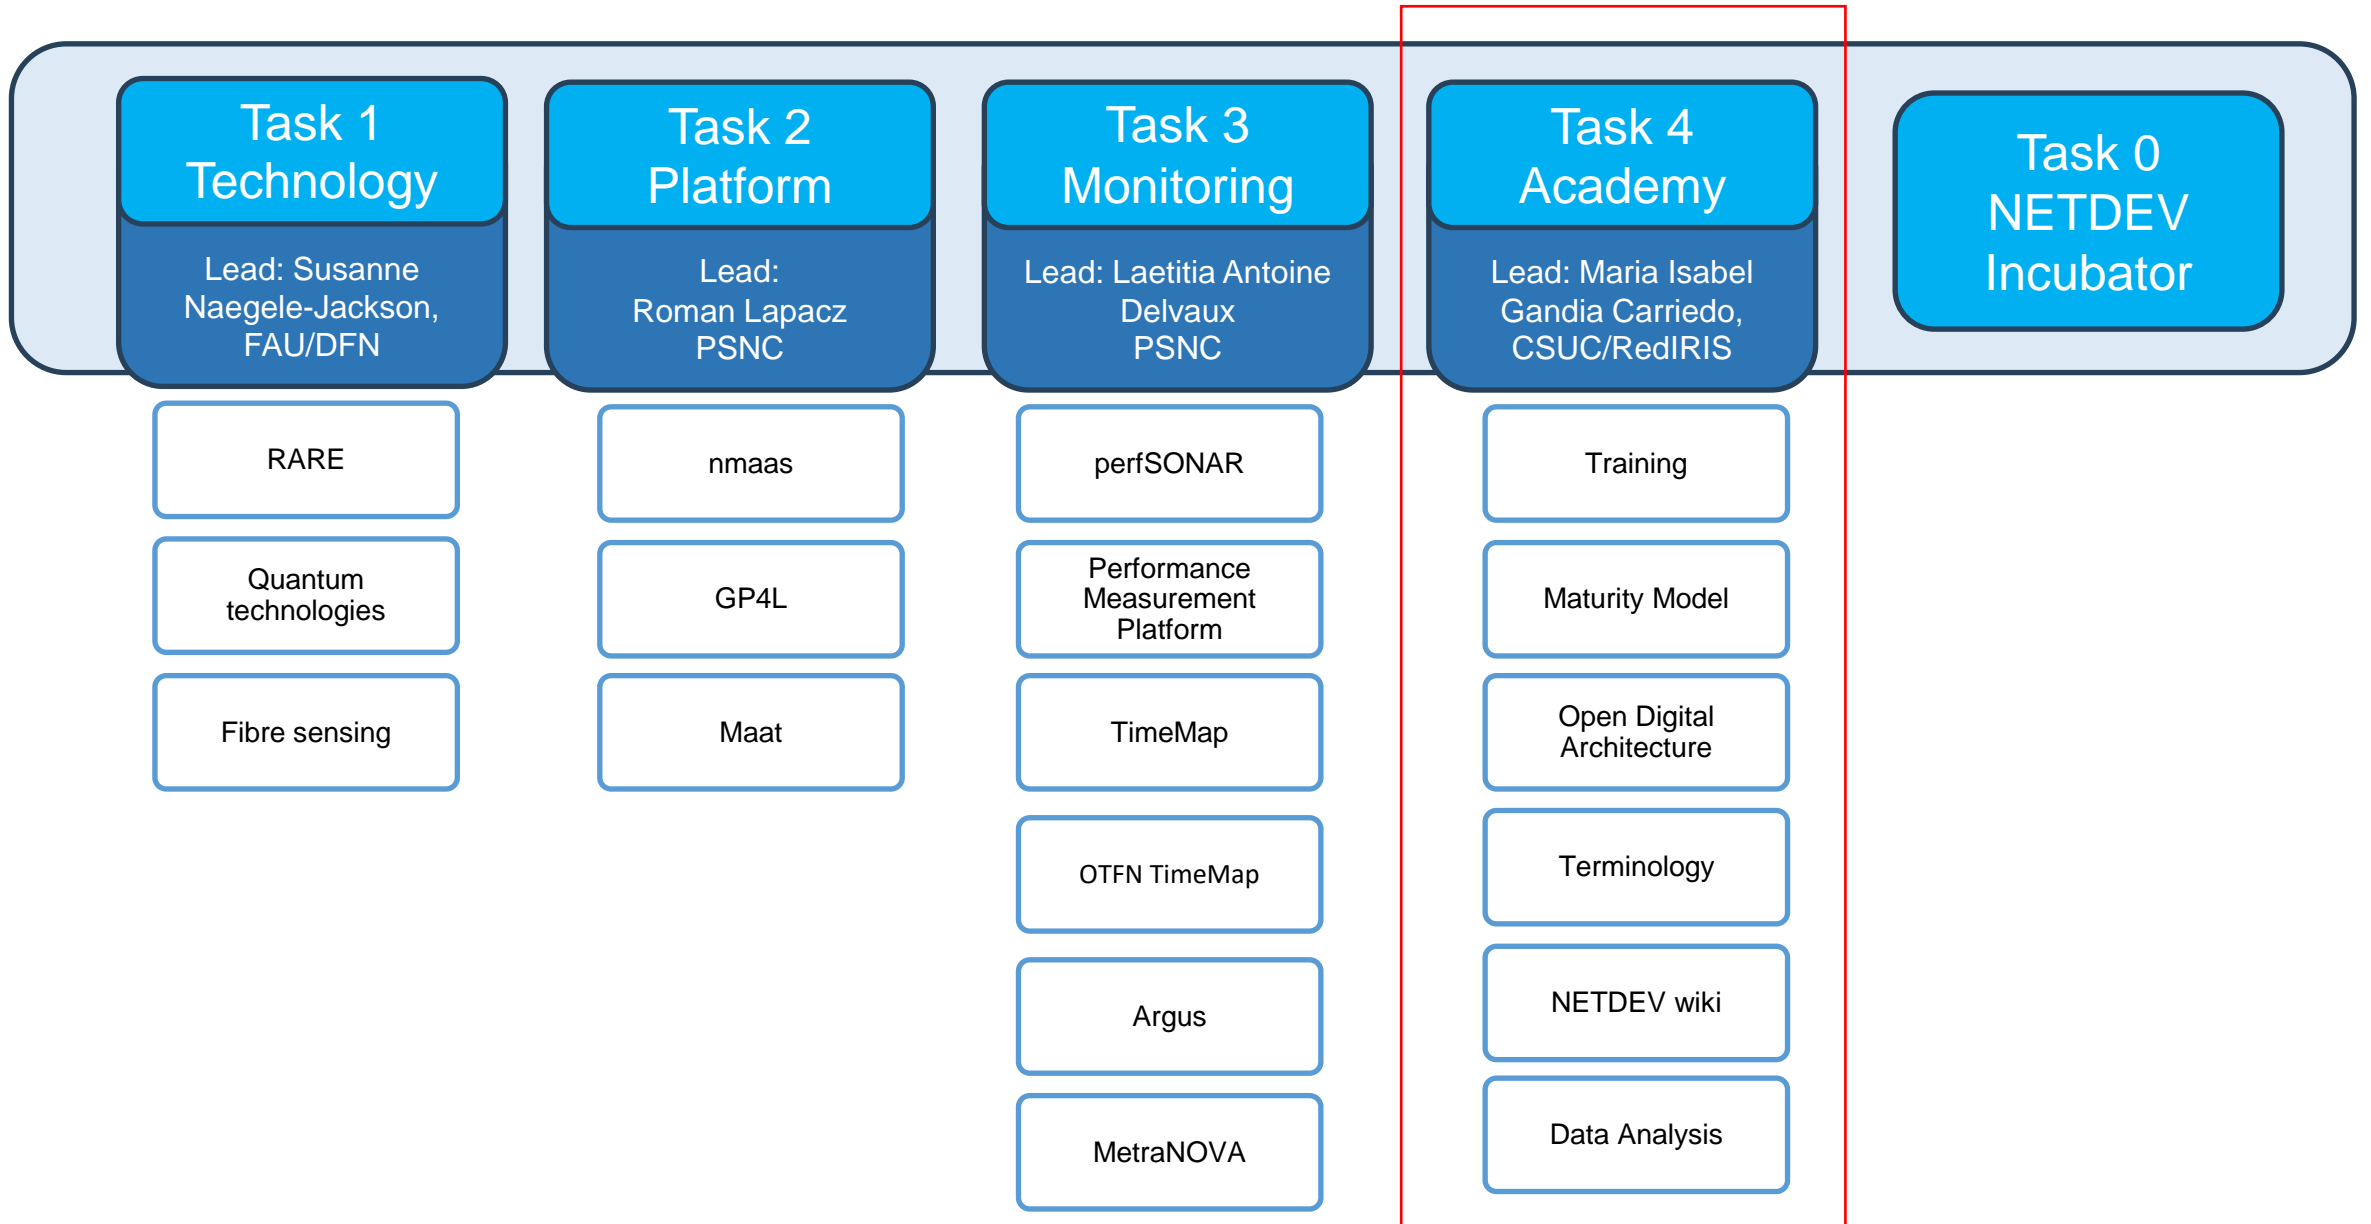 Task 1
Technology
Lead: Susanne
Naegele-Jackson,
FAU/DFN
RARE
Quantum
technologies
Fibre sensing
Task 2
Platform
Lead:
Roman Lapacz
PSNC
nmaas
GP4L
Maat
Task 3
Monitoring
Lead: Laetitia Antoine
Delvaux
PSNC
perfSONAR
Performance
Measurement
Platform
TimeMap
OTFN TimeMap
Argus
MetraNOVA
Task 4
Academy
Lead: Maria Isabel
Gandia Carriedo,
CSUC/RedIRIS
Training
Maturity Model
Open Digital
Architecture
Terminology
NETDEV wiki
Data Analysis
Task 0
NETDEV
Incubator